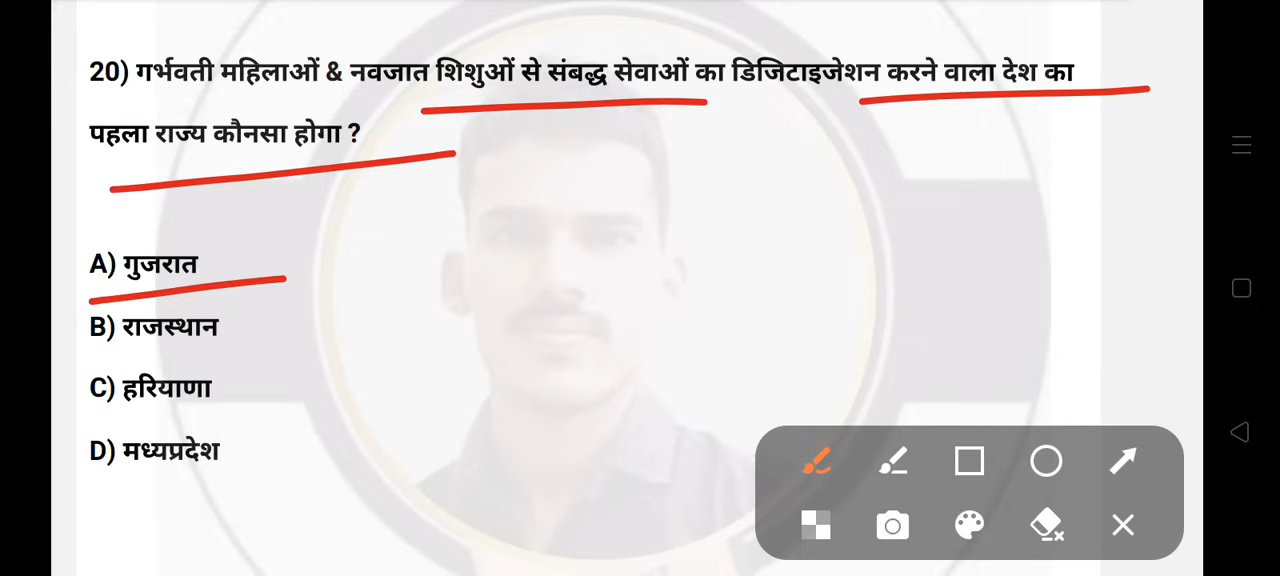 20) गर्भवती महिलाओं & नवजात शिशुओं से संबद्ध सेवाओं का डिजिटाइजेशन करने वाला देश का
पहला राज्य कौनसा होगा ?
A) गुजरात
B) राजस्थान
C) हरियाणा
D) मध्यप्रदेश